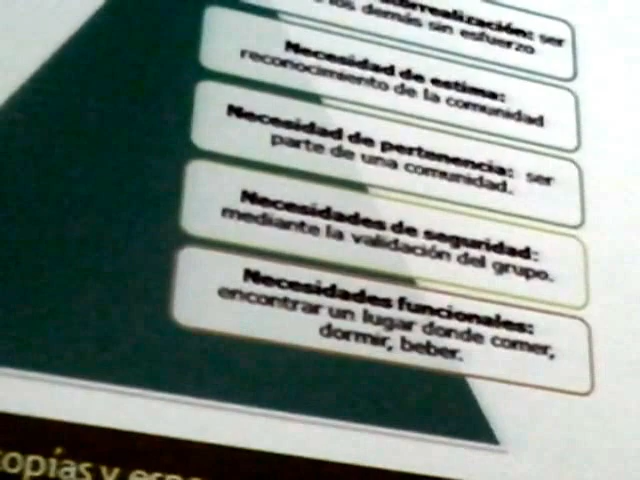 autorrealización: ser
los demás sin esfuerzo
Necesidad de estima:
reconocimiento de la comunidad
Necesidad de pertenencia: ser
parte de una comunidad.
Necesidades de seguridad:
mediante la validación del grupo.
Necesidades funcionales:
encontrar un lugar donde comer,
dormir, beber.
topías y